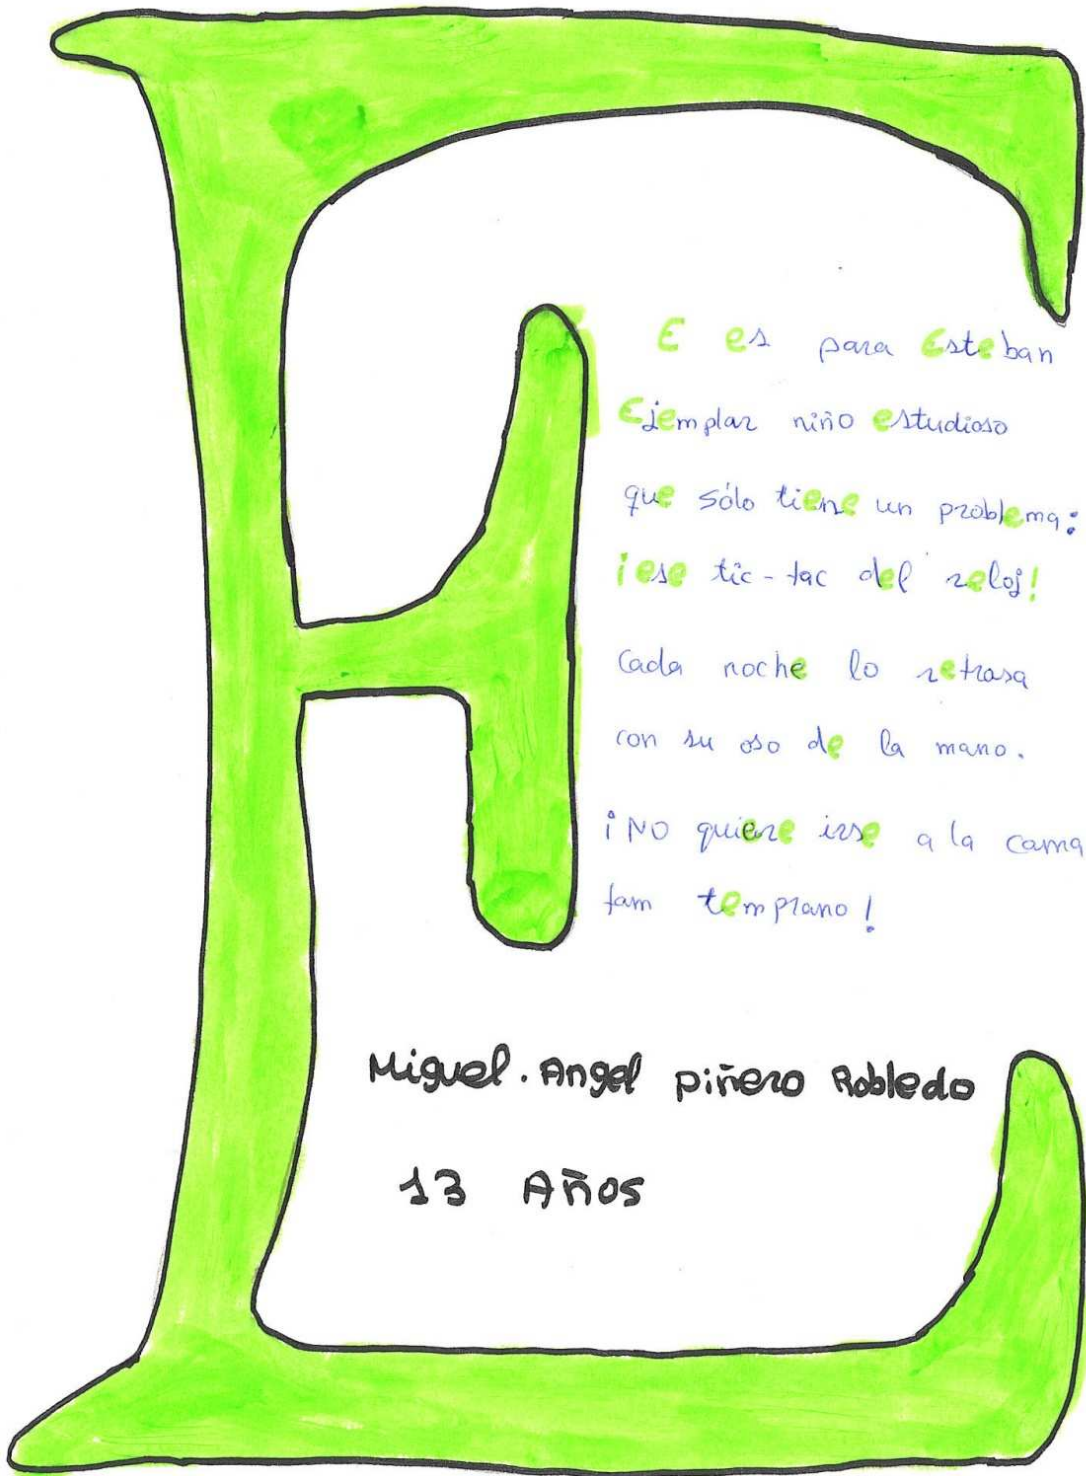 E es para Esteban
Ejemplar niño estudioso
que sólo tiene un problema:
¡ese tic-tac del reloj!
Cada noche lo retrasa
con su oso de la mano.
¡No quiere irse a la cama
tam temprano!
Miguel. Angel piñero Robledo
13 Años